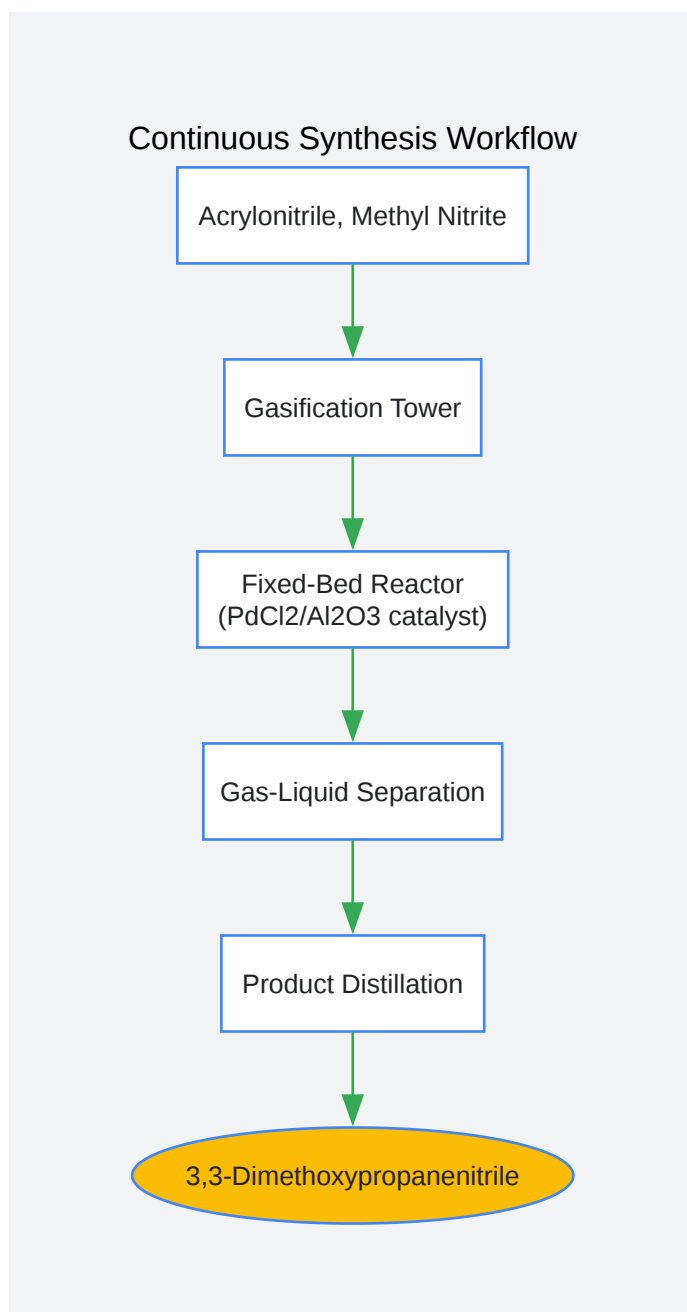 Continuous Synthesis Workflow
Acrylonitrile, Methyl Nitrite
Gasification Tower
Fixed-Bed Reactor
(PdCl2/Al2O3 catalyst)
Gas-Liquid Separation
Product Distillation
3,3-Dimethoxypropanenitrile